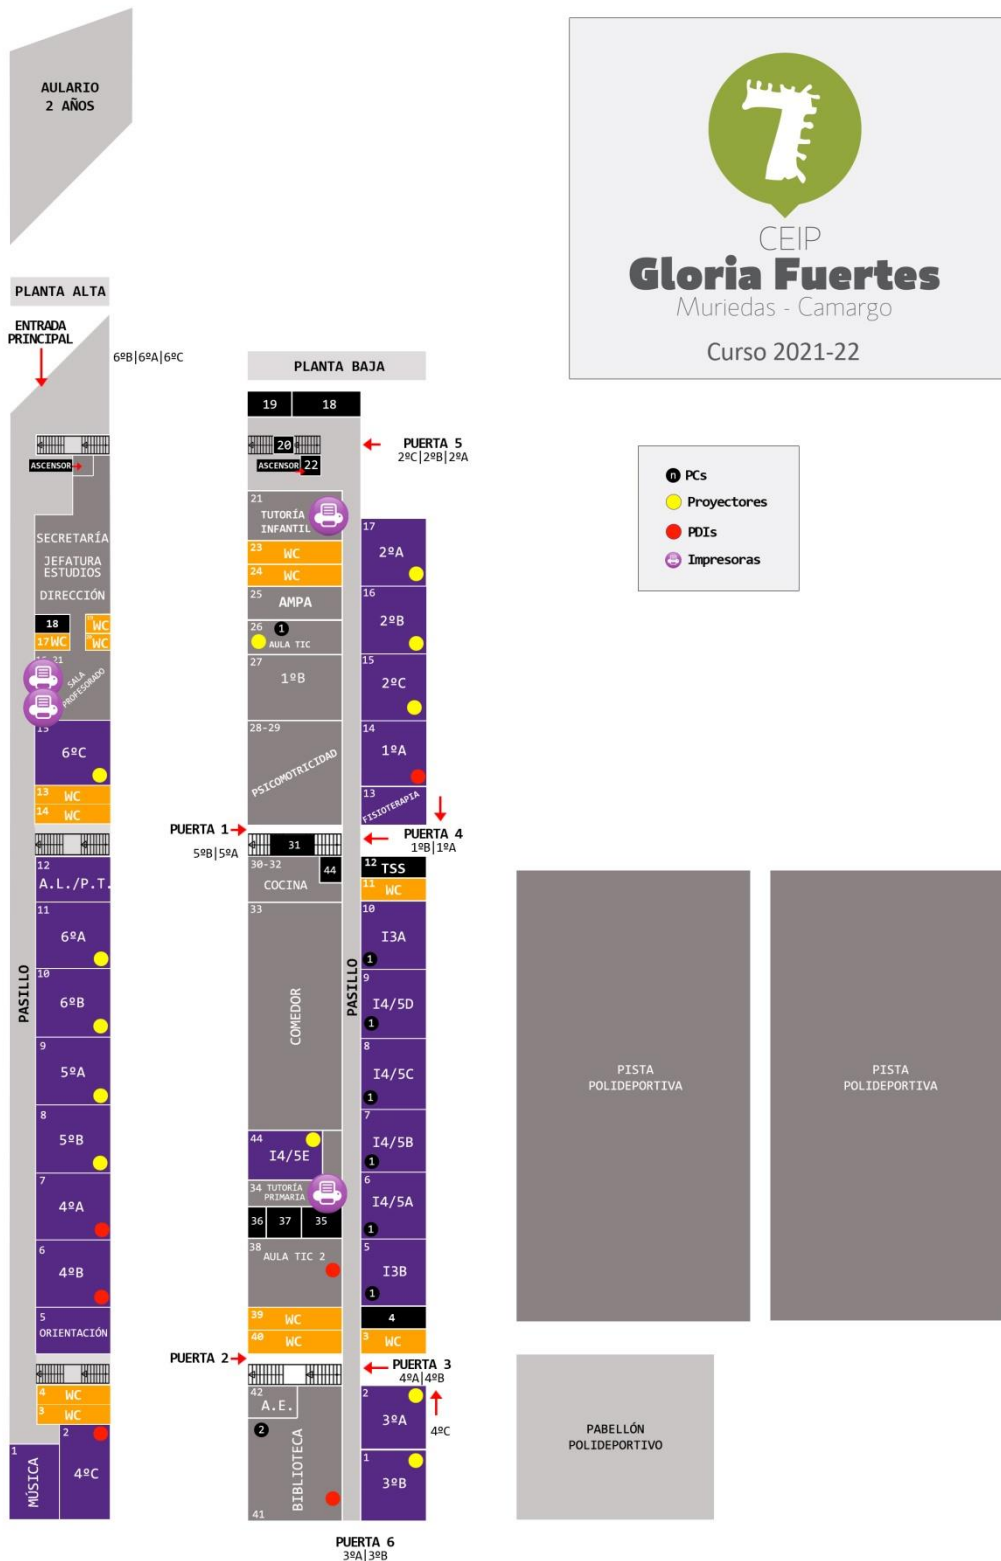 AULARIO
2 AÑOS
CEIP
Gloria Fuertes
Muriedas - Camargo
Curso 2021-22
n PCs
Proyectores
PDIs
Impresoras
PLANTA ALTA
ENTRADA
PRINCIPAL
6ºB|6ºA|6ºC
ASCENSOR
SECRETARÍA
JEFATURA
ESTUDIOS
DIRECCIÓN
18
17 WC
WC
WC
SALA
PROFESORADO
15
6ºC
13 WC
14 WC
12
A.L./P.T.
11
6ºA
10
6ºB
9
5ºA
8
5ºB
7
4ºA
6
4ºB
5
ORIENTACIÓN
4 WC
3 WC
2
4ºC
1
MÚSICA
PASILLO
PLANTA BAJA
19
18
20
ASCENSOR
22
PUERTA 5
2ºC|2ºB|2ºA
21
TUTORÍA
INFANTIL
23 WC
24 WC
25
AMPA
26
1
AULA TIC
27
1ºB
28-29
PSICOMOTRICIDAD
17
2ºA
16
2ºB
15
2ºC
14
1ºA
13
FISIOTERAPIA
PUERTA 1
5ºB|5ºA
31
PUERTA 4
1ºB|1ºA
30-32
COCINA
44
12 TSS
11 WC
33
COMEDOR
PASILLO
10
I3A
1
9
I4/5D
1
8
I4/5C
1
7
I4/5B
1
6
I4/5A
1
5
I3B
1
44
I4/5E
34 TUTORÍA
PRIMARIA
36
37
35
38
AULA TIC 2
39 WC
40 WC
4
3 WC
PUERTA 2
PUERTA 3
4ºA|4ºB
4ºC
42
A.E.
2
BIBLIOTECA
41
2
3ºA
1
3ºB
PUERTA 6
3ºA|3ºB
PISTA
POLIDEPORTIVA
PISTA
POLIDEPORTIVA
PABELLÓN
POLIDEPORTIVO